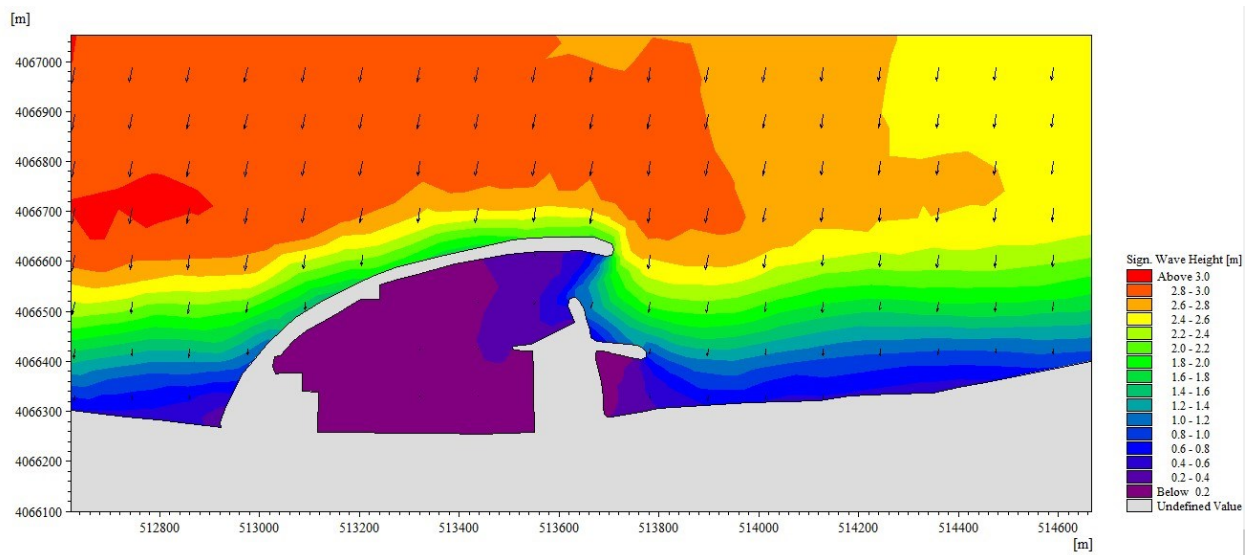 [m]
4067000
4066900
4066800
4066700
4066600
4066500
4066400
4066300
4066200
4066100
512800 513000 513200 513400 513600 513800 514000 514200 514400 514600
[m]
Sign. Wave Height [m]
Above 3.0
2.8 - 3.0
2.6 - 2.8
2.4 - 2.6
2.2 - 2.4
2.0 - 2.2
1.8 - 2.0
1.6 - 1.8
1.4 - 1.6
1.2 - 1.4
1.0 - 1.2
0.8 - 1.0
0.6 - 0.8
0.4 - 0.6
0.2 - 0.4
Below 0.2
Undefined Value